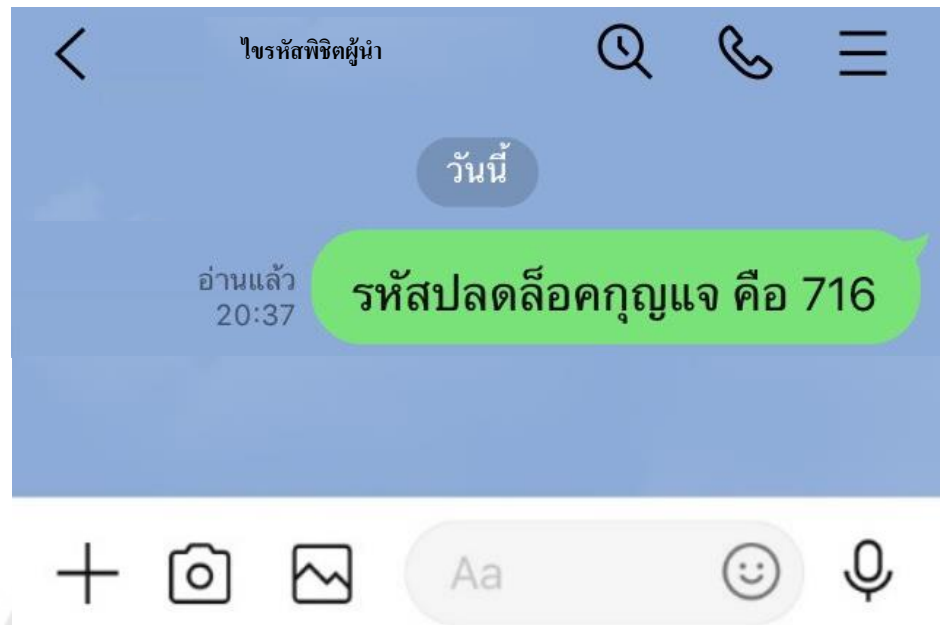 ไขรหัสพิชิตผู้นำ
วันนี้
อ่านแล้ว
20:37
รหัสปลดล็อคกุญแจ คือ 716
Aa